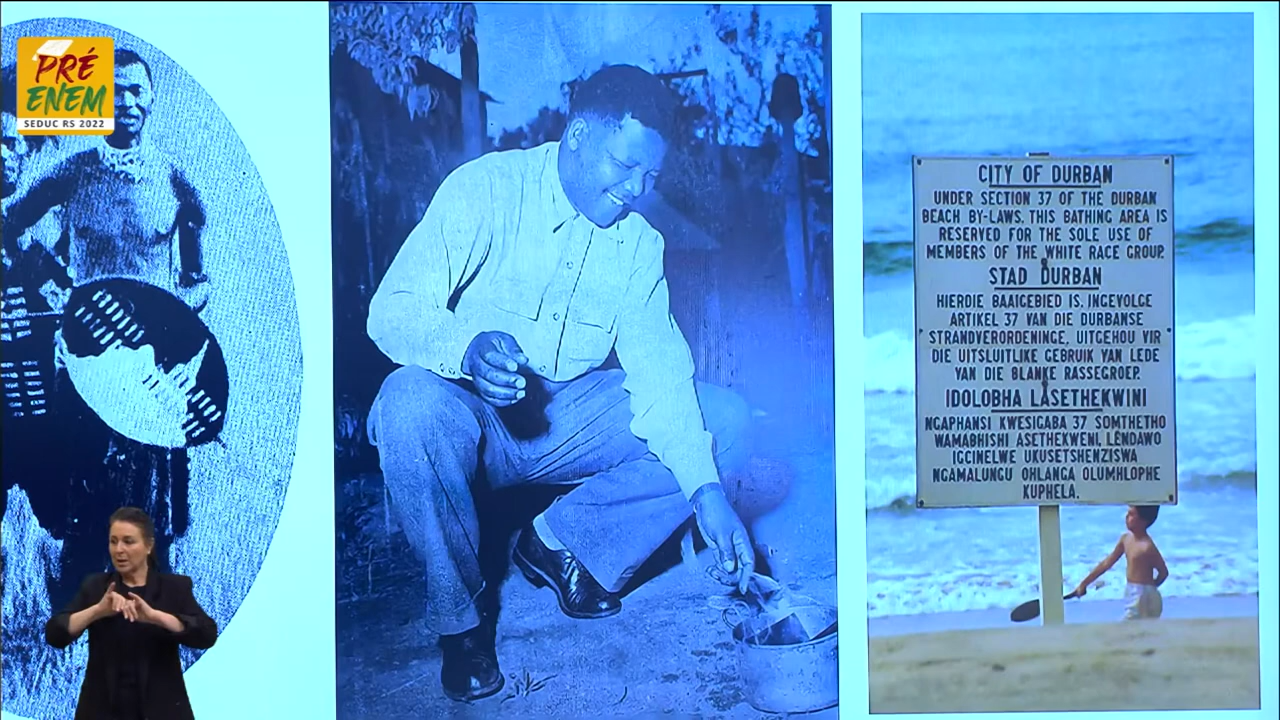 PRÉ
ENEM
SEDUC RS 2022
CITY OF DURBAN
UNDER SECTION 37 OF THE DURBAN
BEACH BY-LAWS, THIS BATHING AREA IS
RESERVED FOR THE SOLE USE OF
MEMBERS OF THE WHITE RACE GROUP.
STAD DURBAN
HIERDIE BAAIGEBIED IS, INGEVOLGE
ARTIKEL 37 VAN DIE DURBANSE
STRANDVERORDENINGE, UITGEHOU VIR
DIE UITSLUITLIKE GEBRUIK VAN LEDE
VAN DIE BLANKE RASSEGROEP.
IDOLOBHA LASETHEKWINI
NGAPHANSI KWESIGABA 37 SOMTHETHO
WAMABHISHI ASETHEKWENI, LENDAWO
IGCINELWE UKUSETSHENZISWA
NGAMALUNGU OHLANGA OLUMHLOPHE
KUPHELA.